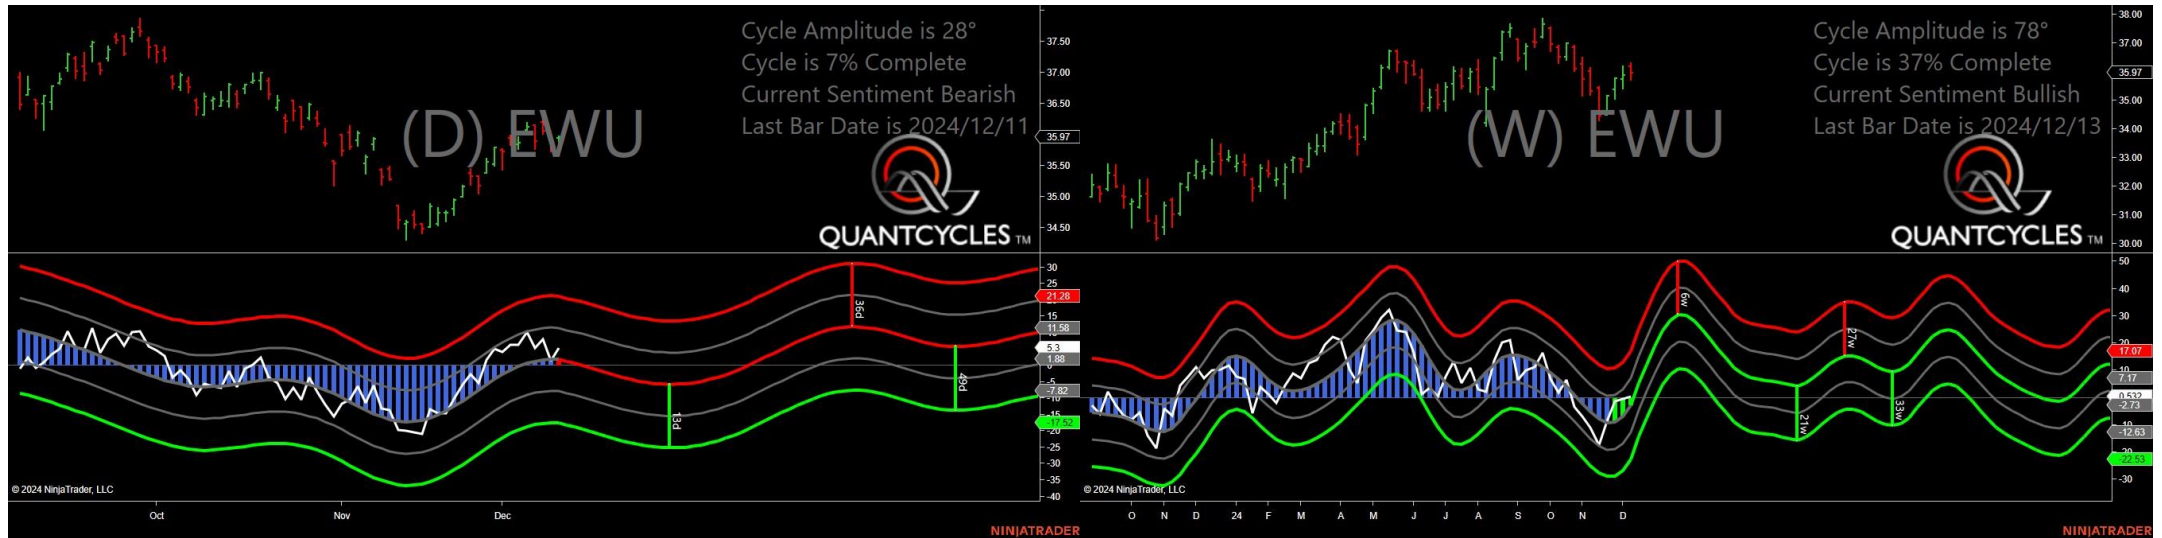 Cycle Amplitude is 28°
Cycle is 7% Complete
Current Sentiment Bearish
Last Bar Date is 2024/12/11
(D) EWU
QUANTCYCLES TM
37.50
37.00
36.50
35.97
35.50
35.00
34.50
30
25
21.28
15
11.58
5.3
1.88
-5
-7.82
-10
-15
-17.52
-20
-25
-30
-35
-40
36d
13d
49d
© 2024 NinjaTrader, LLC
Oct
Nov
Dec
NINJATRADER
Cycle Amplitude is 78°
Cycle is 37% Complete
Current Sentiment Bullish
Last Bar Date is 2024/12/13
(W) EWU
QUANTCYCLES TM
38.00
37.00
35.97
35.00
34.00
33.00
32.00
31.00
30.00
50
40
30
20
17.07
7.17
0.532
-2.73
-12.63
-22.53
-30
6w
27w
21w
33w
© 2024 NinjaTrader, LLC
O N D 24 F M A M J J A S O N D
NINJATRADER